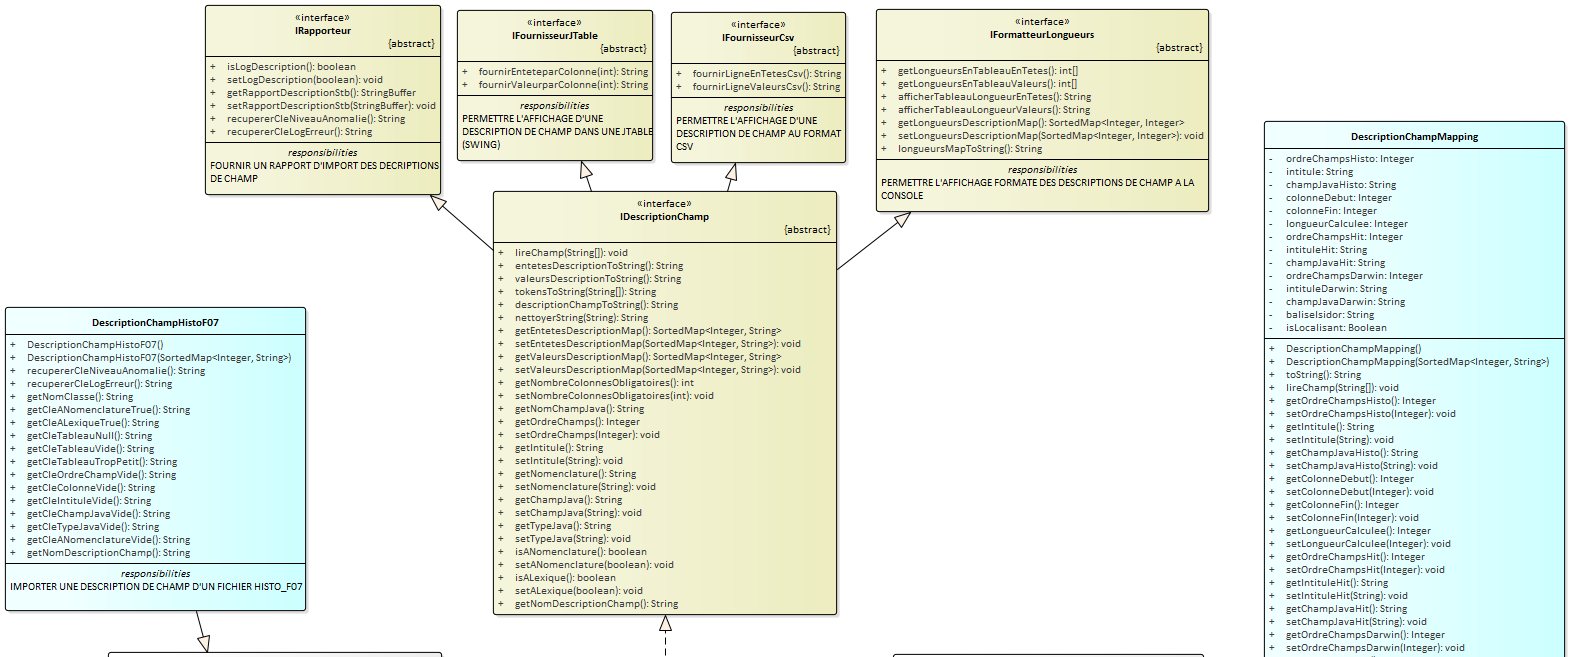 «interface»
IRapporteur
{abstract}
+ isLogDescription(): boolean
+ setLogDescription(boolean): void
+ getRapportDescriptionStb(): StringBuffer
+ setRapportDescriptionStb(StringBuffer): void
+ recupererCleNiveauAnomalie(): String
+ recupererCleLogErreur(): String
responsibilities
FOURNIR UN RAPPORT D'IMPORT DES DECRIPTIONS
DE CHAMP
«interface»
IFournisseurJTable
{abstract}
+ fournirEnteteparColonne(int): String
+ fournirValeurparColonne(int): String
responsibilities
PERMETTRE L'AFFICHAGE D'UNE
DESCRIPTION DE CHAMP DANS UNE JTABLE
(SWING)
«interface»
IFournisseurCsv
{abstract}
+ fournirLigneEnTetesCsv(): String
+ fournirLigneValeursCsv(): String
responsibilities
PERMETTRE L'AFFICHAGE D'UNE
DESCRIPTION DE CHAMP AU FORMAT
CSV
«interface»
IFormatteurLongueurs
{abstract}
+ getLongueursEnTableauEnTetes(): int[]
+ getLongueursEnTableauValeurs(): int[]
+ afficherTableauLongueurEnTetes(): String
+ afficherTableauLongueurValeurs(): String
+ getLongueursDescriptionMap(): SortedMap<Integer, Integer>
+ setLongueursDescriptionMap(SortedMap<Integer, Integer>): void
+ longueursMapToString(): String
responsibilities
PERMETTRE L'AFFICHAGE FORMATE DES DESCRIPTIONS DE CHAMP A LA
CONSOLE
«interface»
IDescriptionChamp
{abstract}
+ lireChamp(String[]): void
+ entetesDescriptionToString(): String
+ valeursDescriptionToString(): String
+ tokensToString(String[]): String
+ descriptionChampToString(): String
+ nettoyerString(String): String
+ getEntetesDescriptionMap(): SortedMap<Integer, String>
+ setEntetesDescriptionMap(SortedMap<Integer, String>): void
+ getValeursDescriptionMap(): SortedMap<Integer, String>
+ setValeursDescriptionMap(SortedMap<Integer, String>): void
+ getNombreColonnesObligatoires(): int
+ setNombreColonnesObligatoires(int): void
+ getNomChampJava(): String
+ getOrdreChamps(): Integer
+ setOrdreChamps(Integer): void
+ getIntitule(): String
+ setIntitule(String): void
+ getNomenclature(): String
+ setNomenclature(String): void
+ getChampJava(): String
+ setChampJava(String): void
+ getTypeJava(): String
+ setTypeJava(String): void
+ isANomenclature(): boolean
+ setANomenclature(boolean): void
+ isALexique(): boolean
+ setALexique(boolean): void
+ getNomDescriptionChamp(): String
DescriptionChampHistoF07
+ DescriptionChampHistoF07()
+ DescriptionChampHistoF07(SortedMap<Integer, String>)
+ recupererCleNiveauAnomalie(): String
+ recupererCleLogErreur(): String
+ getNomClasse(): String
+ getCleANomenclatureTrue(): String
+ getCleALexiqueTrue(): String
+ getCleTableauNull(): String
+ getCleTableauVide(): String
+ getCleTableauTropPetit(): String
+ getCleOrdreChampVide(): String
+ getCleColonneVide(): String
+ getCleIntituleVide(): String
+ getCleChampJavaVide(): String
+ getCleTypeJavaVide(): String
+ getCleANomenclatureVide(): String
+ getNomDescriptionChamp(): String
responsibilities
IMPORTER UNE DESCRIPTION DE CHAMP D'UN FICHIER HISTO_F07
DescriptionChampMapping
- ordreChampsHisto: Integer
- intitule: String
- champJavaHisto: String
- colonneDebut: Integer
- colonneFin: Integer
- longueurCalculee: Integer
- ordreChampsHit: Integer
- intituleHit: String
- champJavaHit: String
- ordreChampsDarwin: Integer
- intituleDarwin: String
- champJavaDarwin: String
- baliseIsidor: String
- isLocalisant: Boolean
+ DescriptionChampMapping()
+ DescriptionChampMapping(SortedMap<Integer, String>)
+ toString(): String
+ lireChamp(String[]): void
+ getOrdreChampsHisto(): Integer
+ setOrdreChampsHisto(Integer): void
+ getIntitule(): String
+ setIntitule(String): void
+ getChampJavaHisto(): String
+ setChampJavaHisto(String): void
+ getColonneDebut(): Integer
+ setColonneDebut(Integer): void
+ getColonneFin(): Integer
+ setColonneFin(Integer): void
+ getLongueurCalculee(): Integer
+ setLongueurCalculee(Integer): void
+ getOrdreChampsHit(): Integer
+ setOrdreChampsHit(Integer): void
+ getIntituleHit(): String
+ setIntituleHit(String): void
+ getChampJavaHit(): String
+ setChampJavaHit(String): void
+ getOrdreChampsDarwin(): Integer
+ setOrdreChampsDarwin(Integer): void